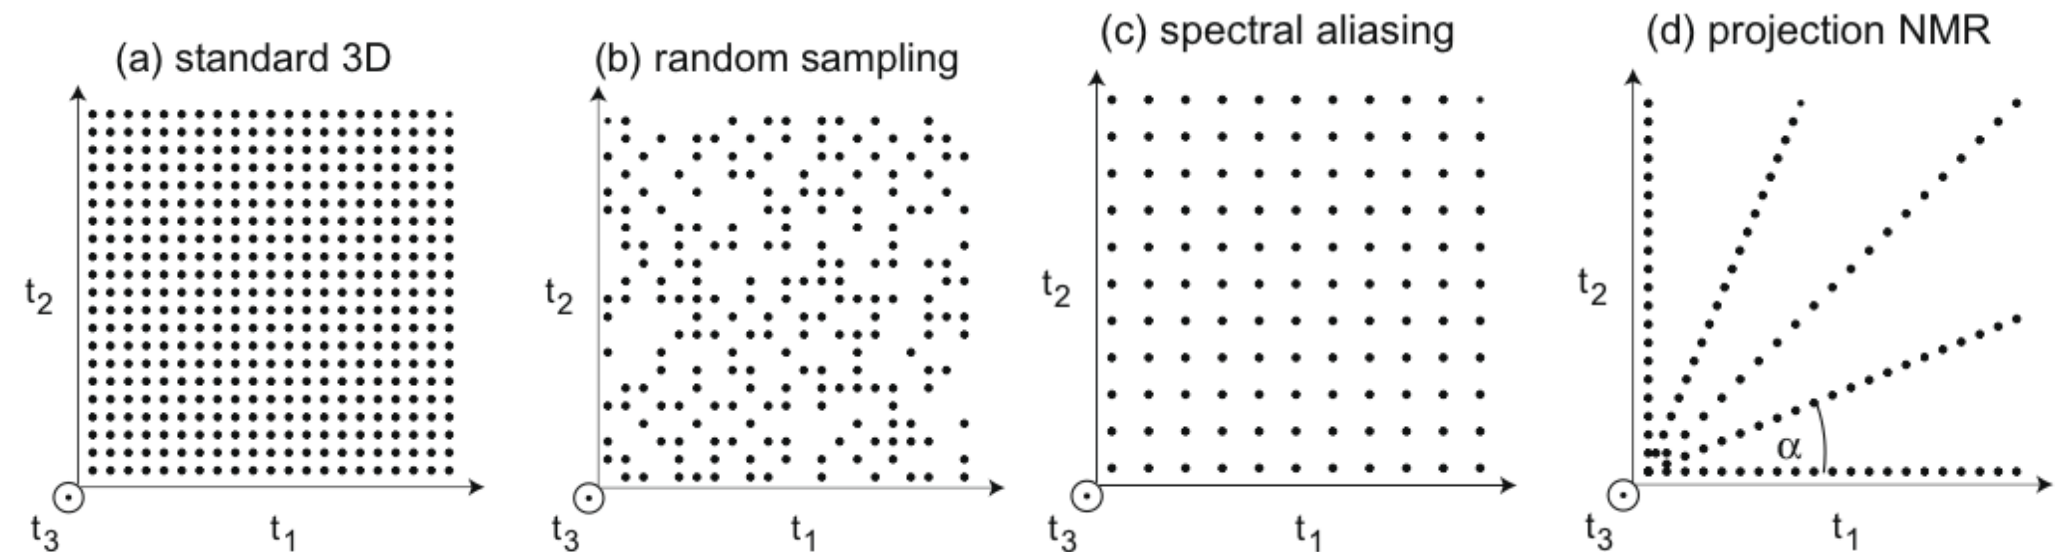 (a) standard 3D
t2
t3
t1
(b) random sampling
t2
t3
t1
(c) spectral aliasing
t2
t3
t1
(d) projection NMR
t2
α
t3
t1